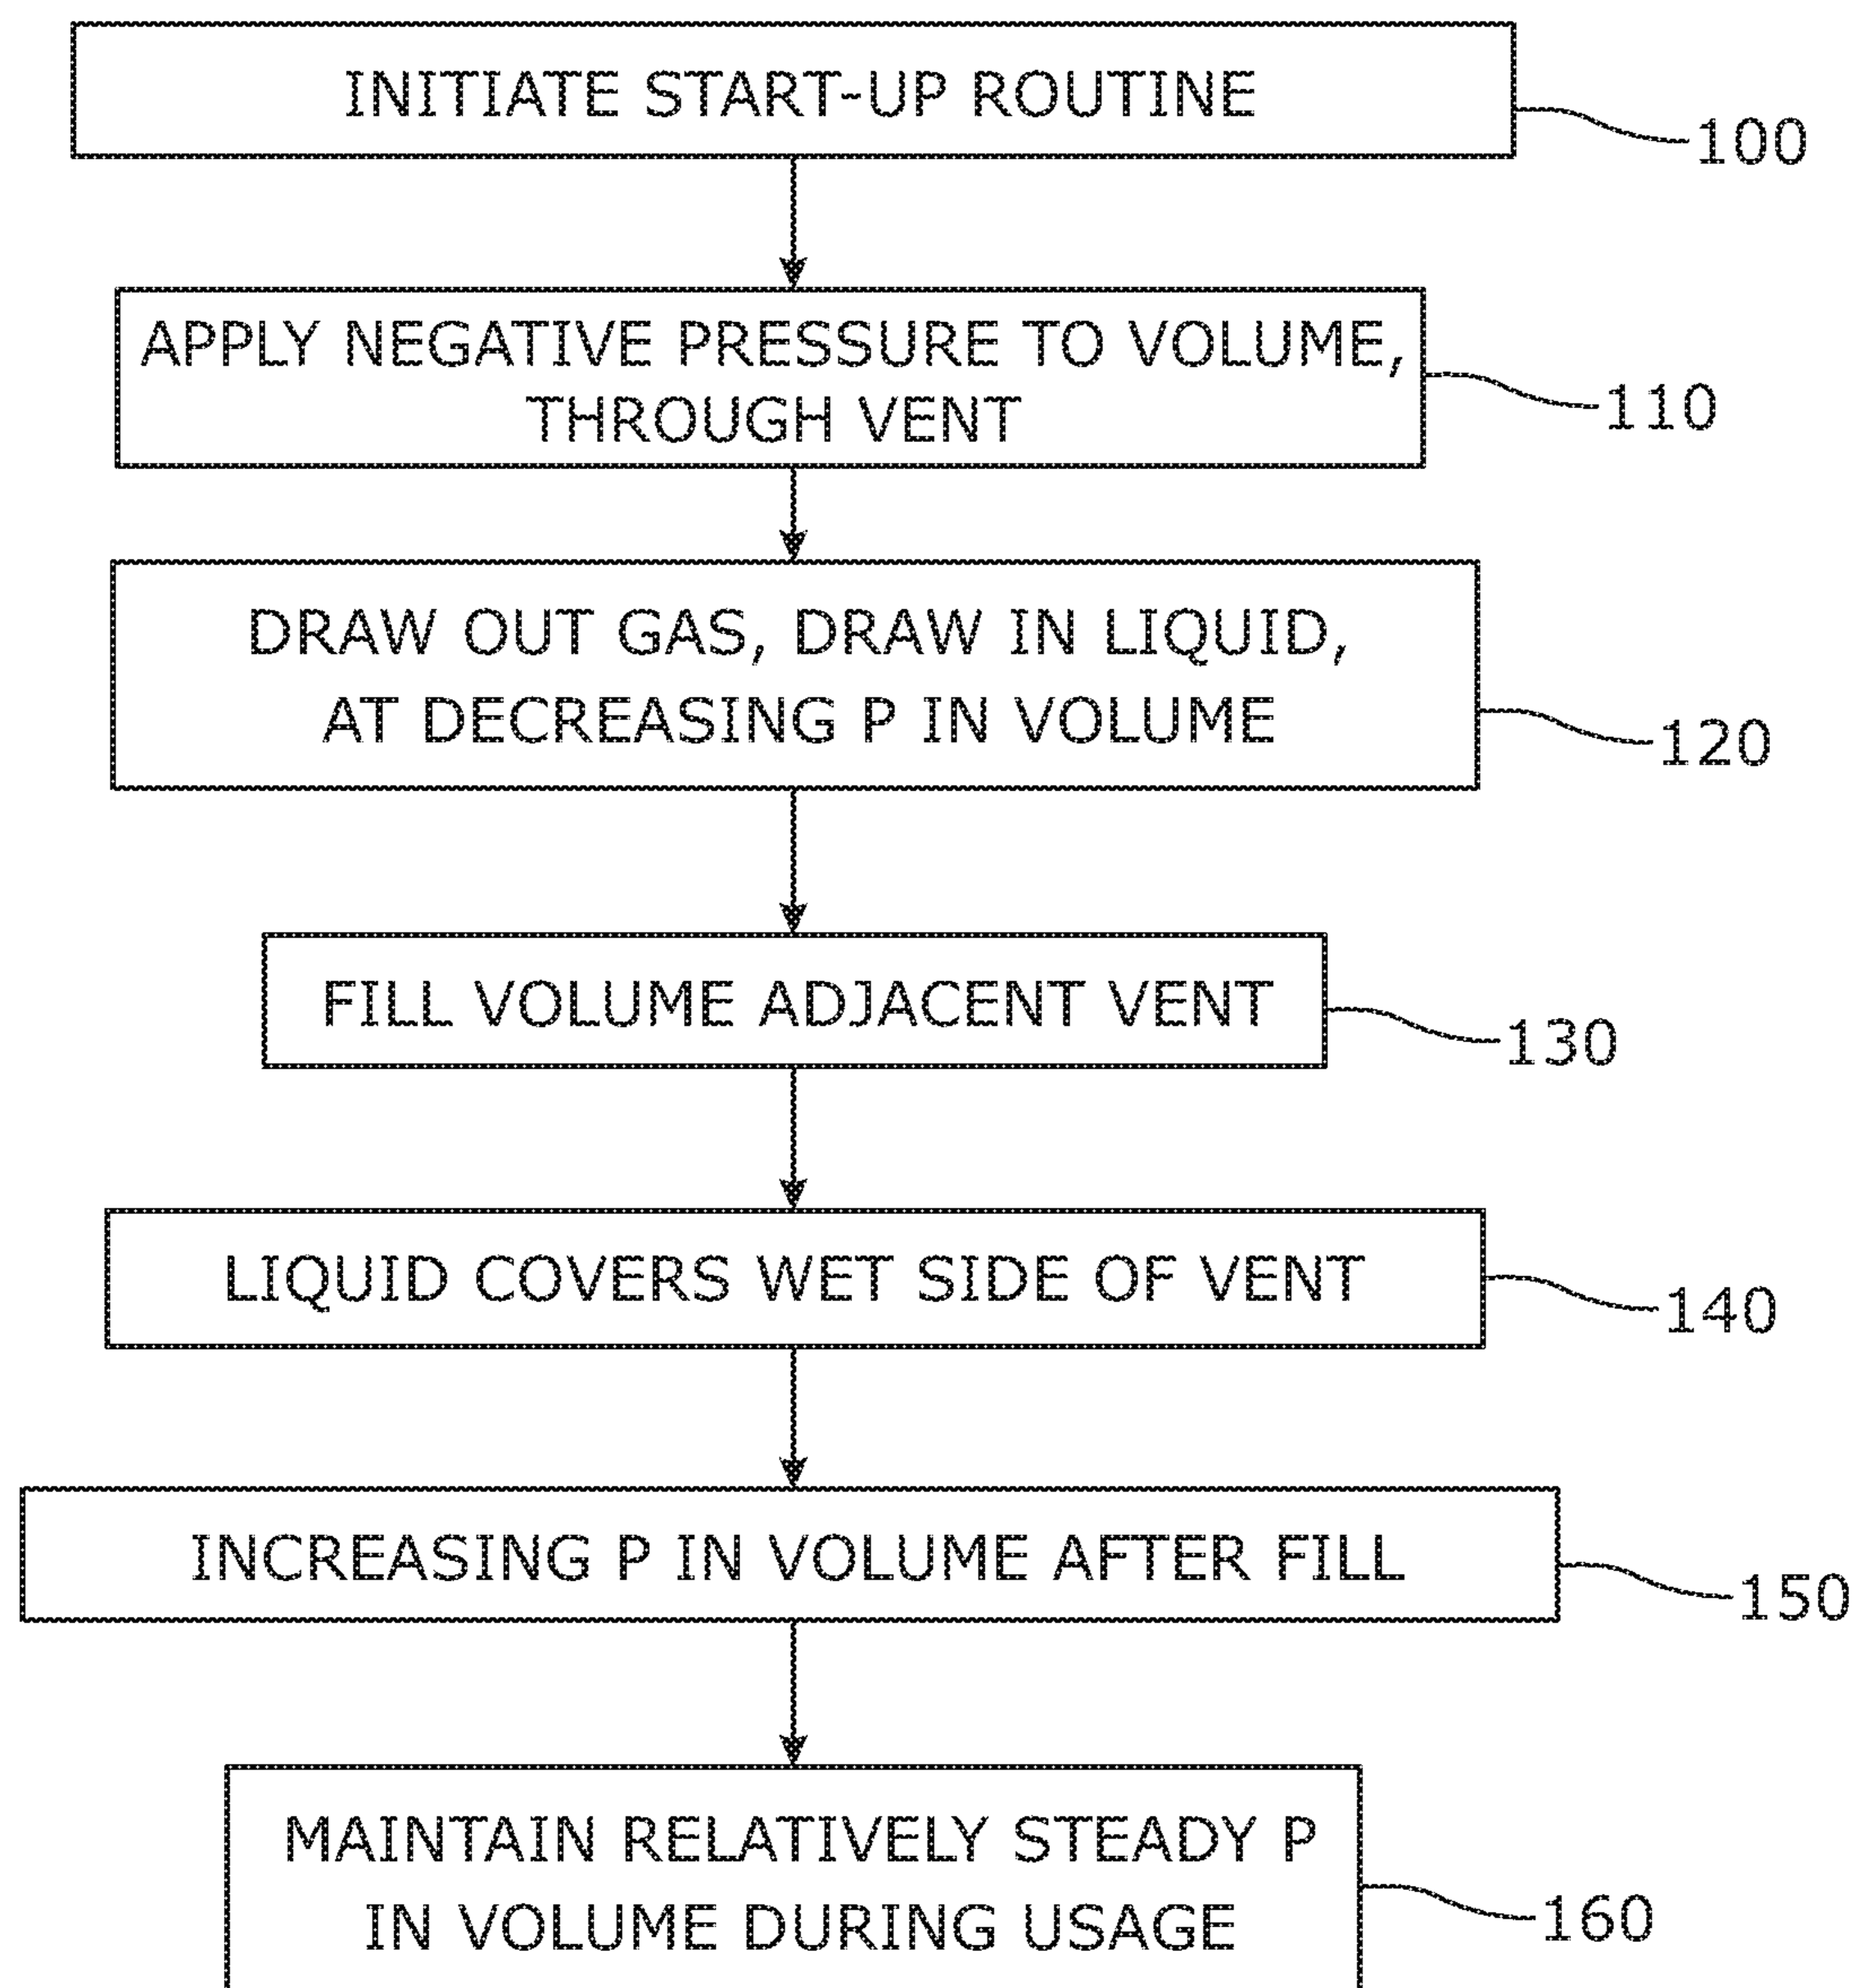 INITIATE START-UP ROUTINE
100
APPLY NEGATIVE PRESSURE TO VOLUME,
THROUGH VENT
110
DRAW OUT GAS, DRAW IN LIQUID,
AT DECREASING P IN VOLUME
120
FILL VOLUME ADJACENT VENT
130
LIQUID COVERS WET SIDE OF VENT
140
INCREASING P IN VOLUME AFTER FILL
150
MAINTAIN RELATIVELY STEADY P
IN VOLUME DURING USAGE
160